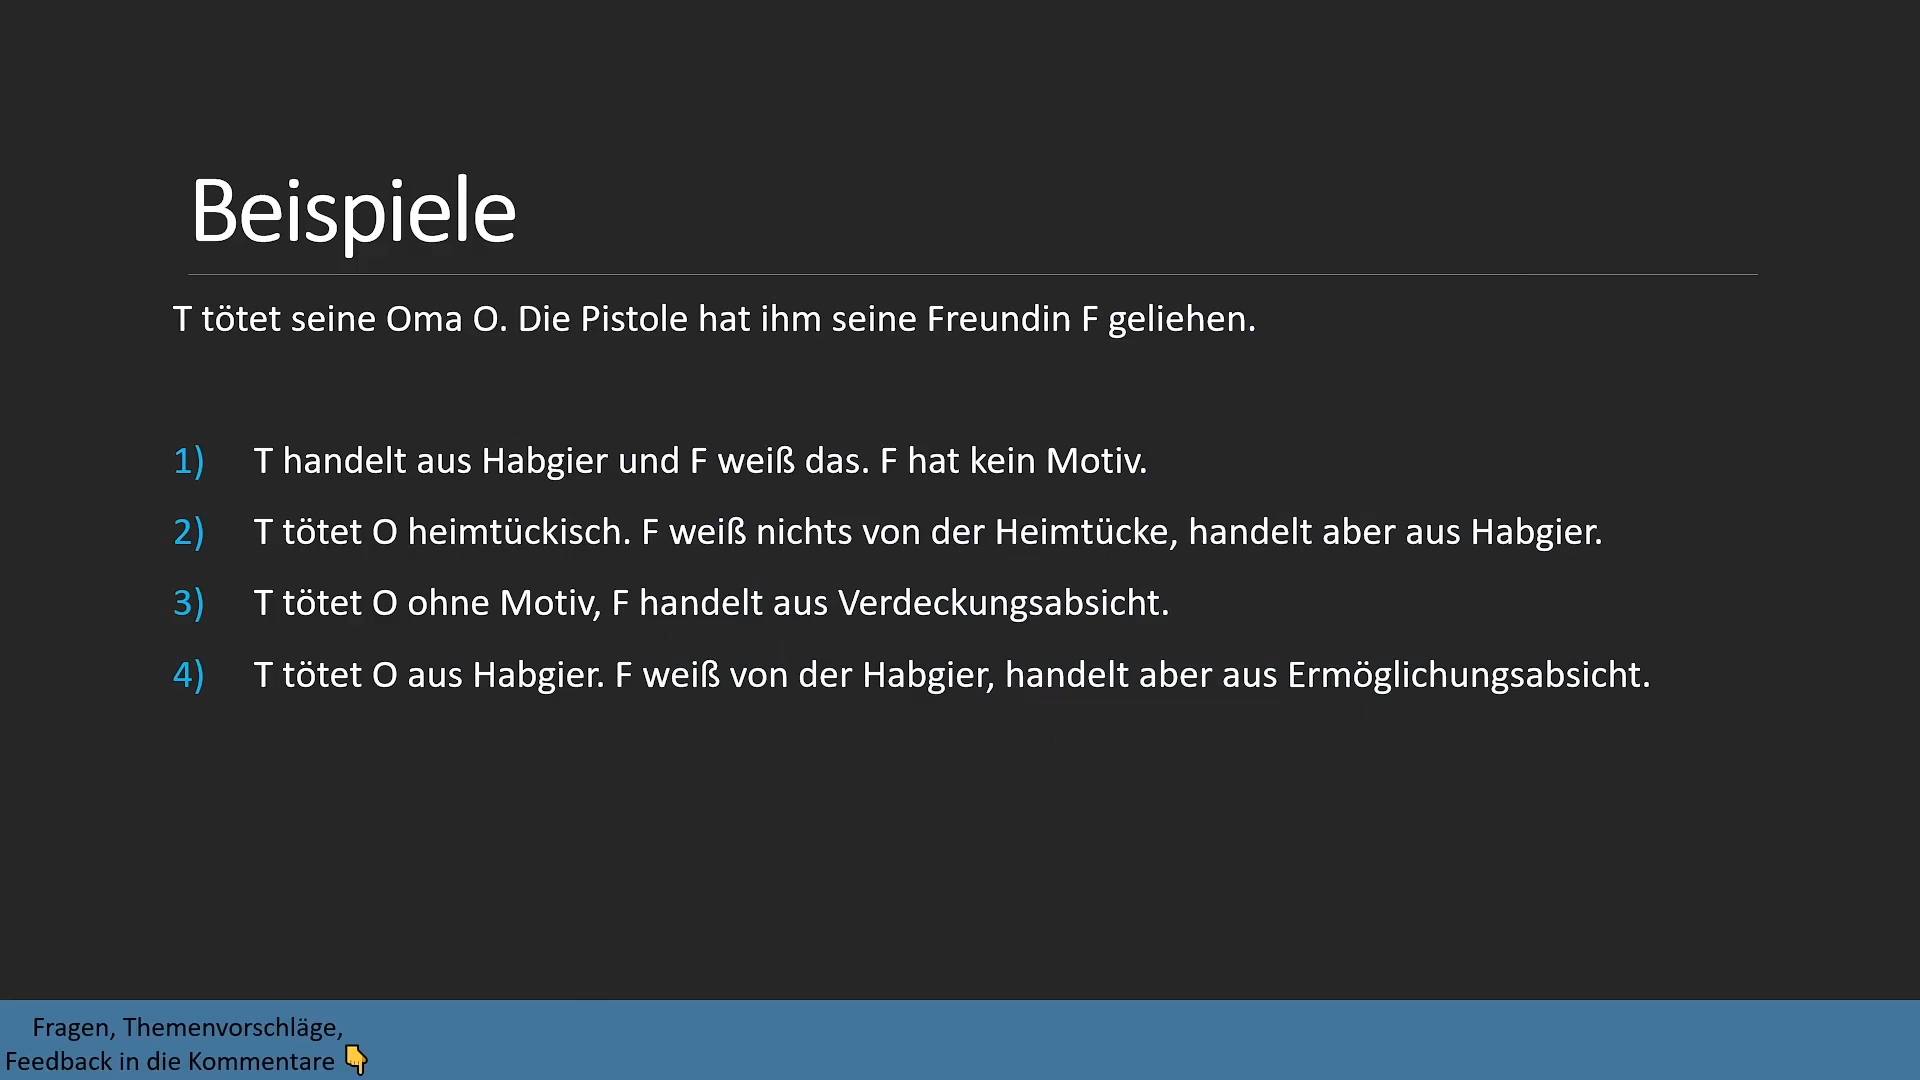 Beispiele
T tötet seine Oma O. Die Pistole hat ihm seine Freundin F geliehen.
1) T handelt aus Habgier und F weiß das. F hat kein Motiv.
2) T tötet O heimtückisch. F weiß nichts von der Heimtücke, handelt aber aus Habgier.
3) T tötet O ohne Motiv, F handelt aus Verdeckungsabsicht.
4) T tötet O aus Habgier. F weiß von der Habgier, handelt aber aus Ermöglichungsabsicht.
Fragen, Themenvorschläge,
Feedback in die Kommentare 👇